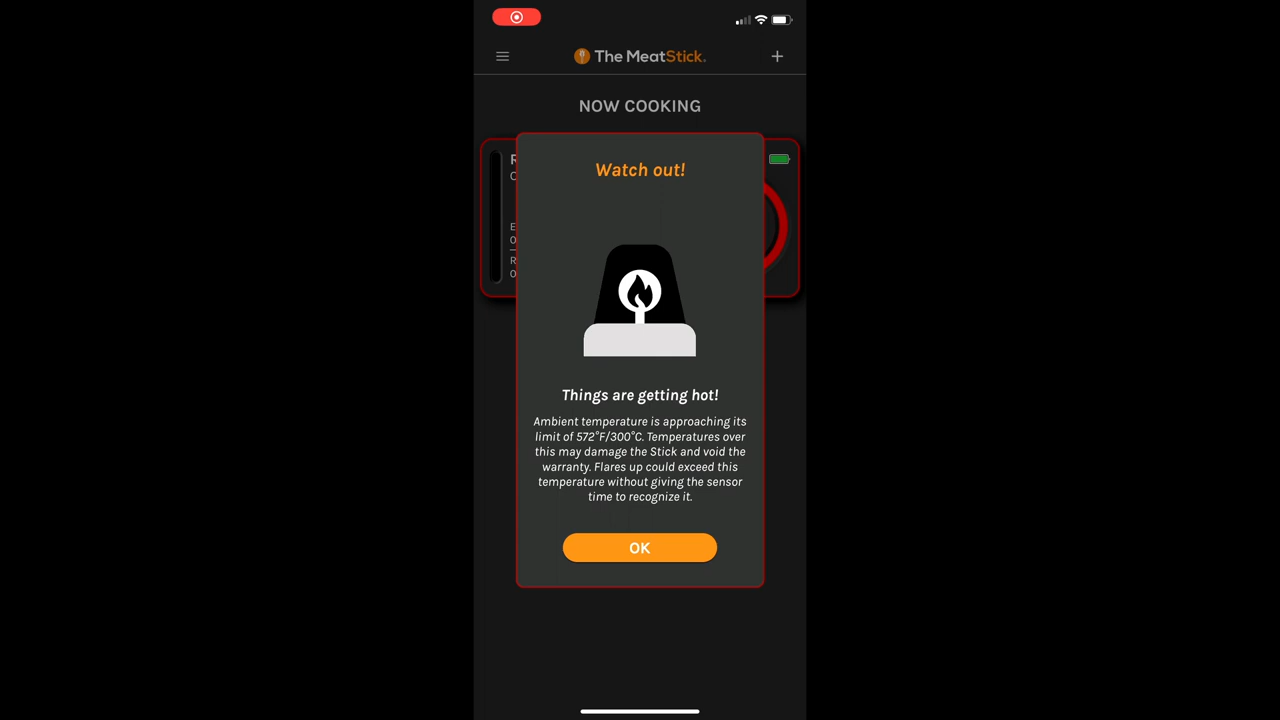 The MeatStick.
NOW COOKING
Watch out!
Things are getting hot!
Ambient temperature is approaching its
limit of 572°F/300°C. Temperatures over
this may damage the Stick and void the
warranty. Flares up could exceed this
temperature without giving the sensor
time to recognize it.
OK